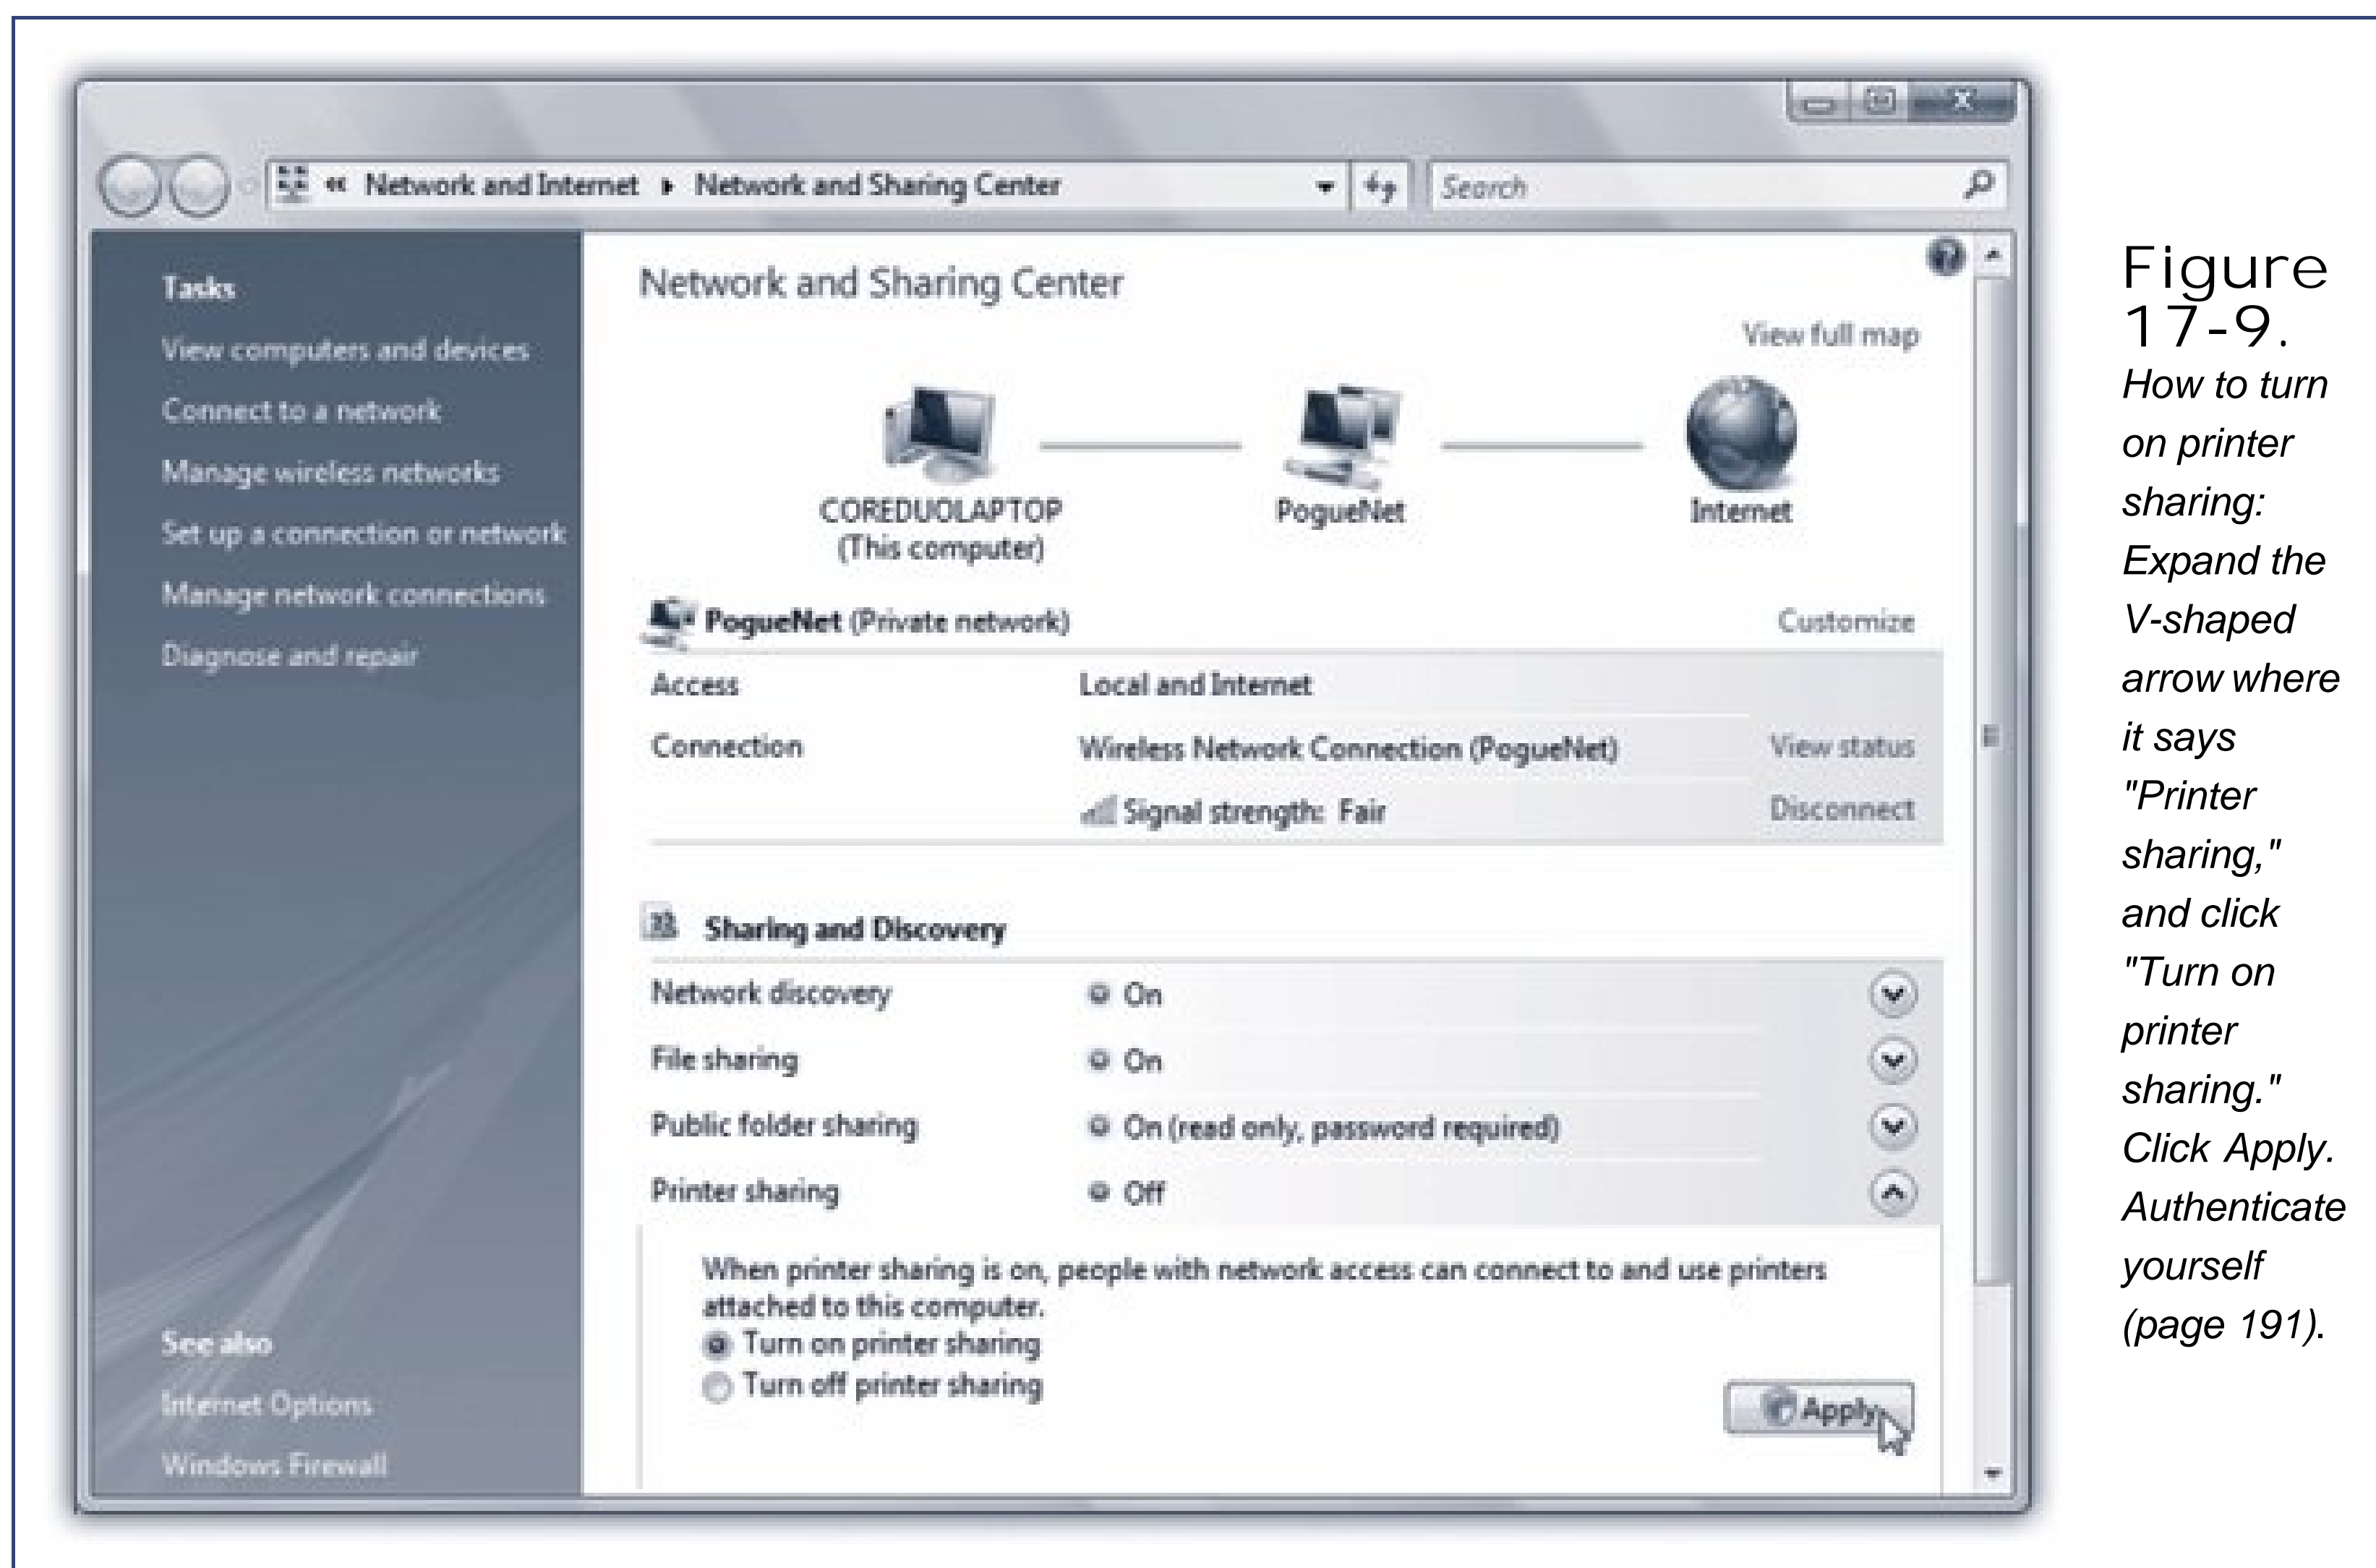 « Network and Internet ▸ Network and Sharing Center
Search
Tasks
View computers and devices
Connect to a network
Manage wireless networks
Set up a connection or network
Manage network connections
Diagnose and repair
See also
Internet Options
Windows Firewall
Network and Sharing Center
View full map
COREDUOLAPTOP
(This computer)
PogueNet
Internet
PogueNet (Private network) Customize
Access Local and Internet
Connection Wireless Network Connection (PogueNet) View status
Signal strength: Fair Disconnect
Sharing and Discovery
Network discovery On
File sharing On
Public folder sharing On (read only, password required)
Printer sharing Off
When printer sharing is on, people with network access can connect to and use printers
attached to this computer.
Turn on printer sharing
Turn off printer sharing
Apply
Figure
17-9.
How to turn
on printer
sharing:
Expand the
V-shaped
arrow where
it says
"Printer
sharing,"
and click
"Turn on
printer
sharing."
Click Apply.
Authenticate
yourself
(page 191).